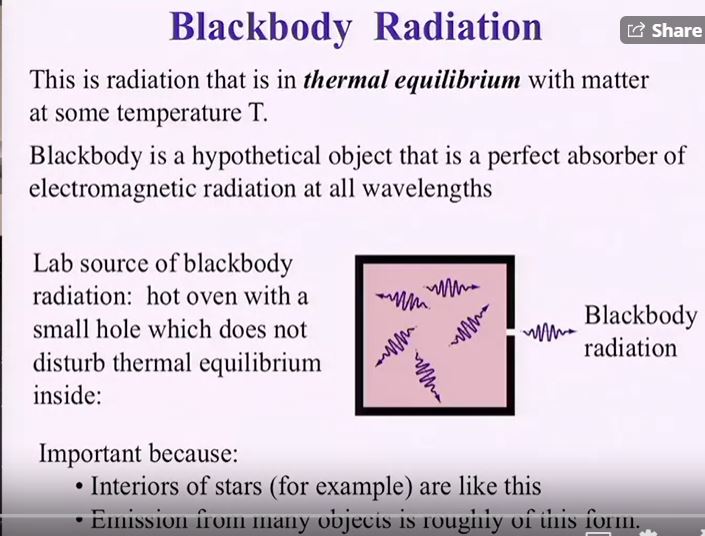 Blackbody Radiation
Share
This is radiation that is in thermal equilibrium with matter
at some temperature T.
Blackbody is a hypothetical object that is a perfect absorber of
electromagnetic radiation at all wavelengths
Lab source of blackbody
radiation: hot oven with a
small hole which does not
disturb thermal equilibrium
inside:
Blackbody
radiation
Important because:
• Interiors of stars (for example) are like this
• Emission from many objects is roughly of this form.